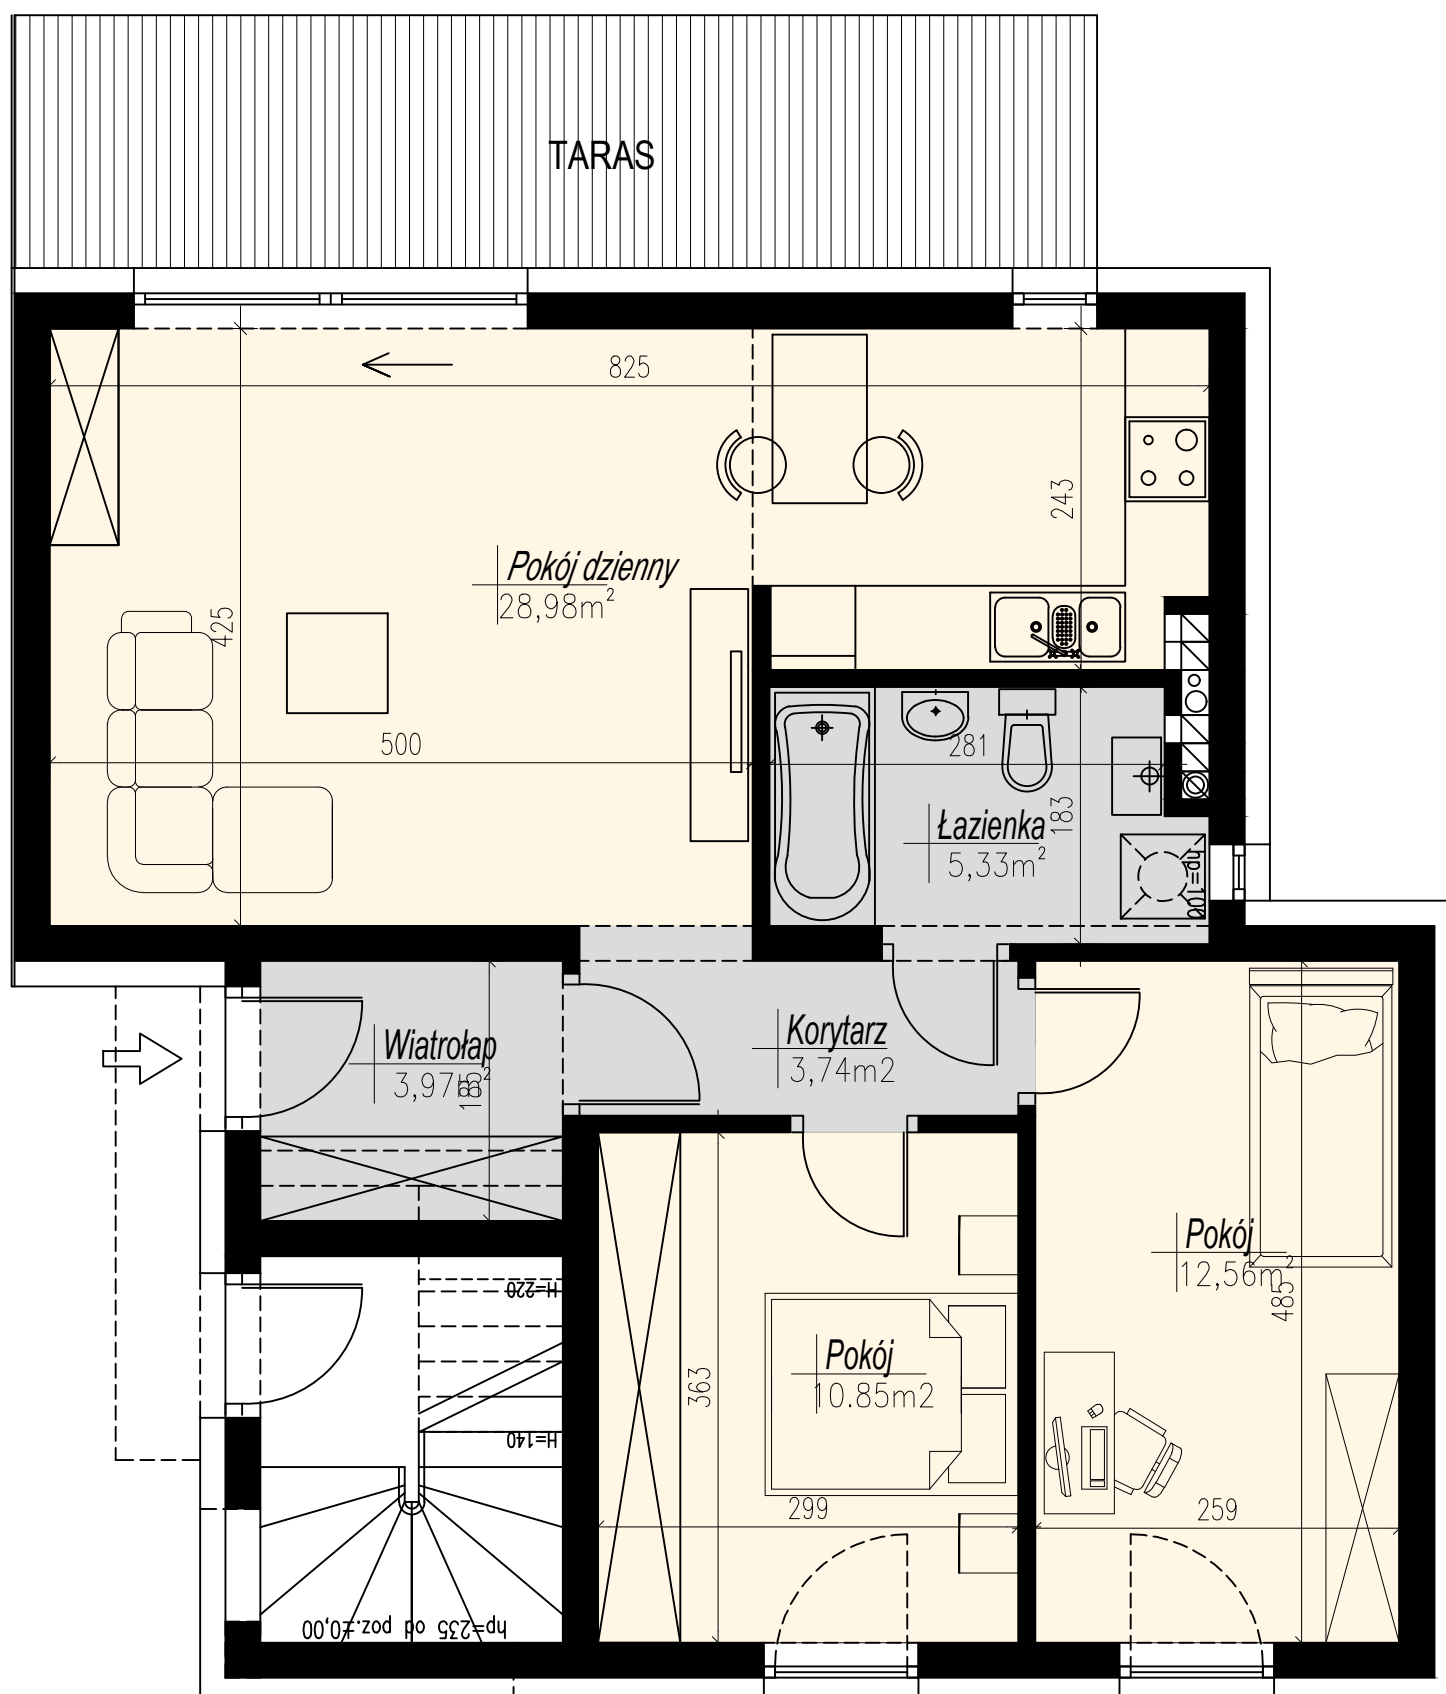 TARAS
825
243
Pokój dzienny
28,98m²
425
500
281
183
Łazienka
5,33m²
hp=100
Wiatrołap
3,97m²
Korytarz
3,74m2
Pokój
12,56m²
485
H=220
Pokój
10.85m2
363
H=140
299
259
hp=235 od poz.±0,00